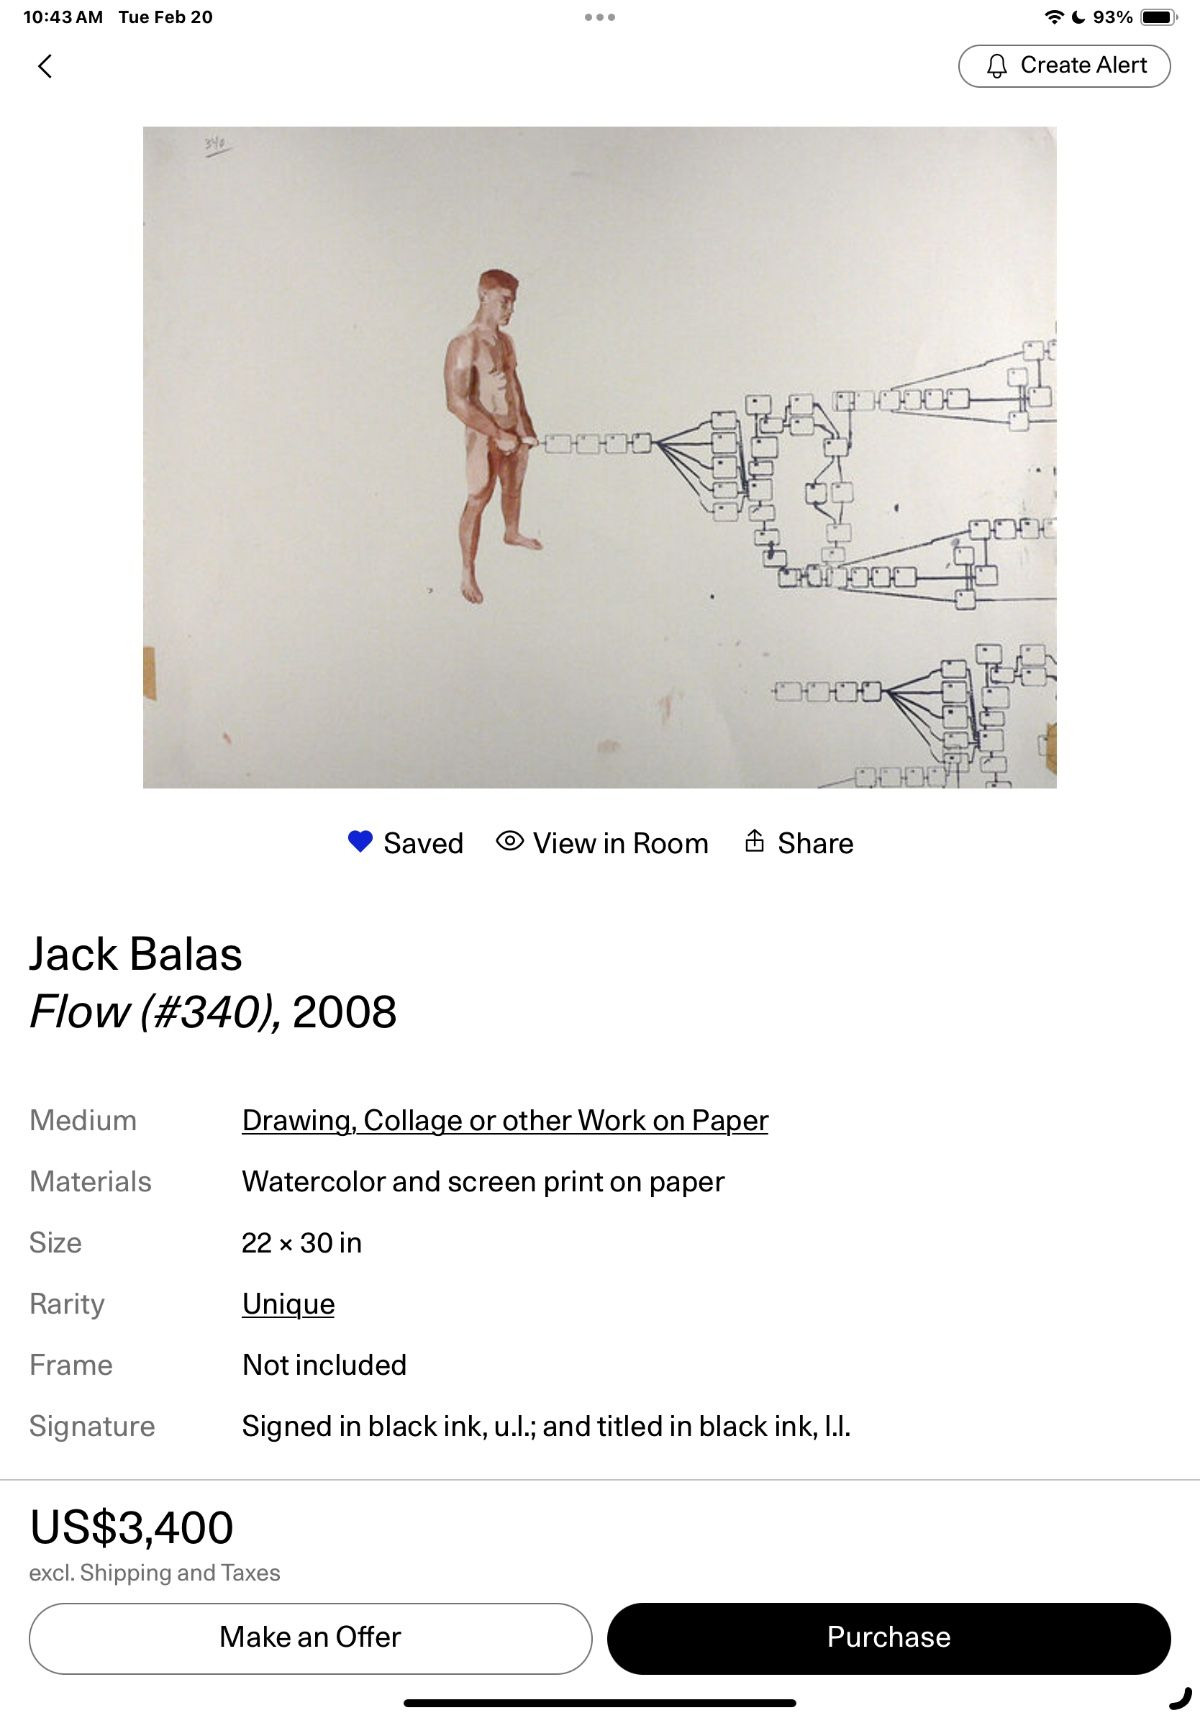 10:43 AM Tue Feb 20
93%
Create Alert
340
Saved
View in Room
Share
Jack Balas
Flow (#340), 2008
Medium
Drawing, Collage or other Work on Paper
Materials
Watercolor and screen print on paper
Size
22 × 30 in
Rarity
Unique
Frame
Not included
Signature
Signed in black ink, u.l.; and titled in black ink, l.l.
US$3,400
excl. Shipping and Taxes
Make an Offer
Purchase